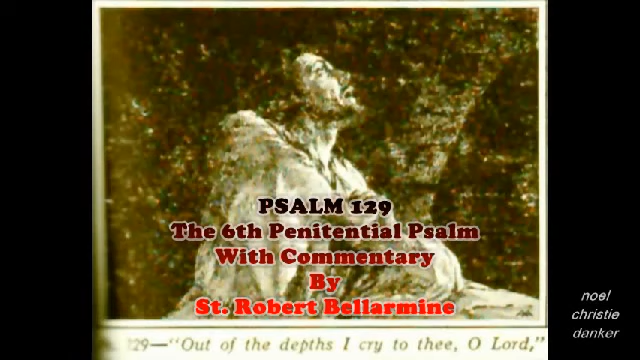 PSALM 129
The 6th Penitential Psalm
With Commentary
By
St. Robert Bellarmine
noel
christie
danker
29—“Out of the depths I cry to thee, O Lord,”